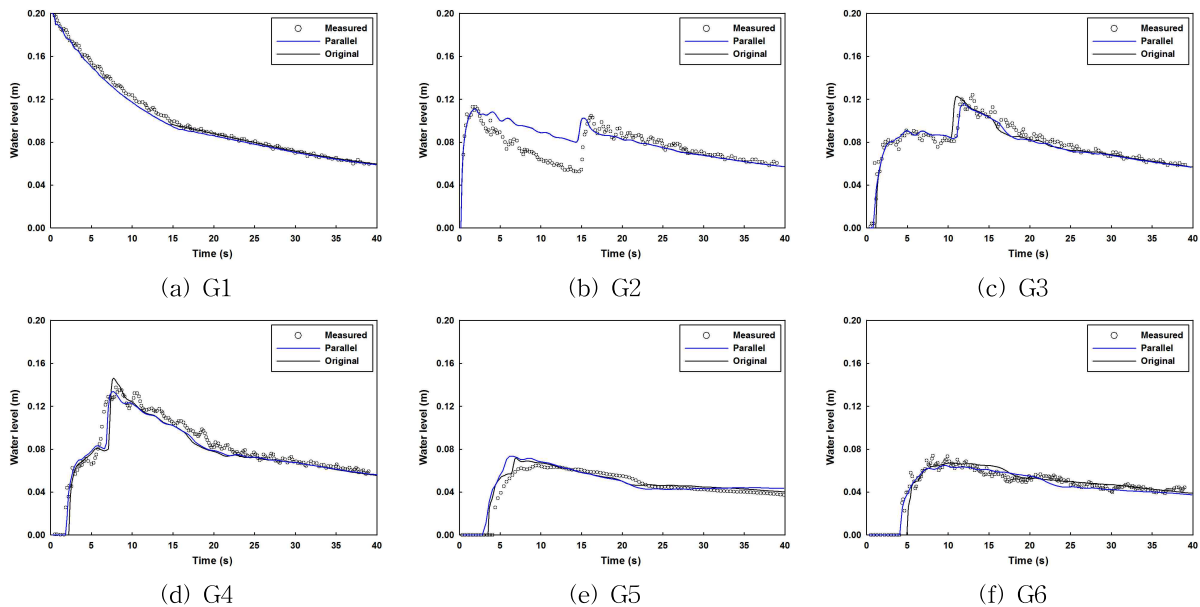 0.20
0.16
0.12
0.08
0.04
0.00
Water level (m)
0 5 10 15 20 25 30 35 40
Time (s)
Measured
Parallel
Original
(a) G1
0.20
0.16
0.12
0.08
0.04
0.00
Water level (m)
0 5 10 15 20 25 30 35 40
Time (s)
Measured
Parallel
Original
(b) G2
0.20
0.16
0.12
0.08
0.04
0.00
Water level (m)
0 5 10 15 20 25 30 35 40
Time (s)
Measured
Parallel
Original
(c) G3
0.20
0.16
0.12
0.08
0.04
0.00
Water level (m)
0 5 10 15 20 25 30 35 40
Time (s)
Measured
Parallel
Original
(d) G4
0.20
0.16
0.12
0.08
0.04
0.00
Water level (m)
0 5 10 15 20 25 30 35 40
Time (s)
Measured
Parallel
Original
(e) G5
0.20
0.16
0.12
0.08
0.04
0.00
Water level (m)
0 5 10 15 20 25 30 35 40
Time (s)
Measured
Parallel
Original
(f) G6